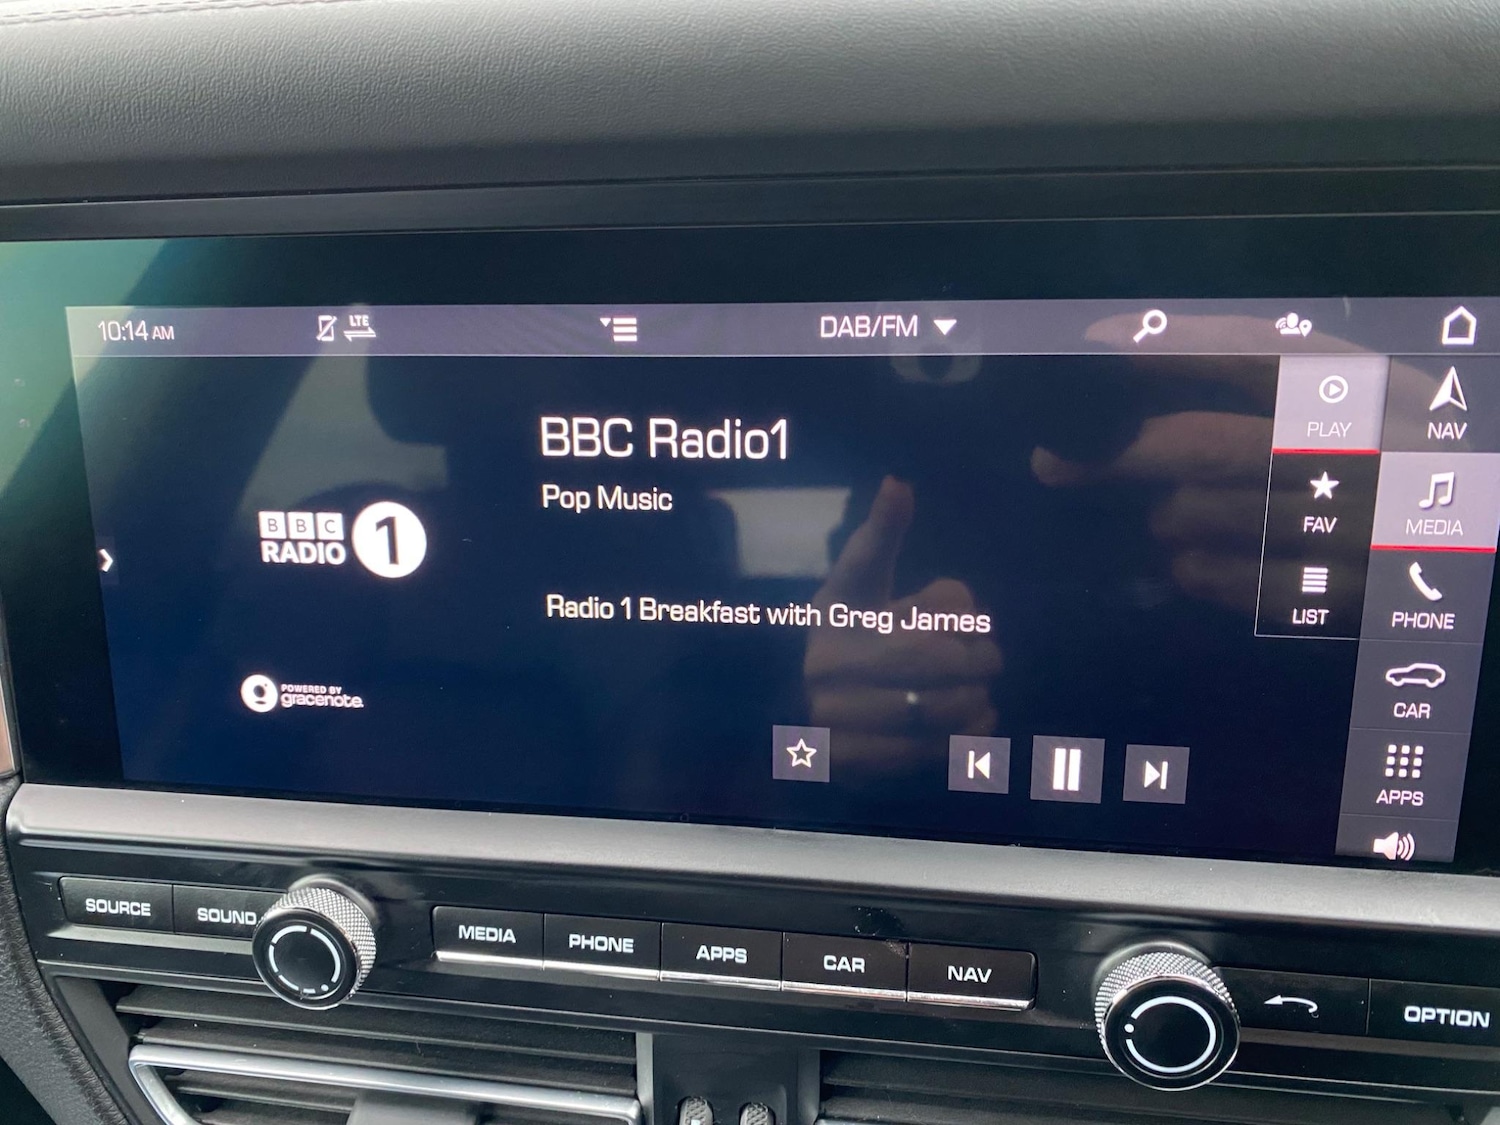 10:14 AM
LTE
DAB/FM
BBC Radio1
Pop Music
BBC
RADIO 1
Radio 1 Breakfast with Greg James
POWERED BY
gracenote.
PLAY
FAV
LIST
NAV
MEDIA
PHONE
CAR
APPS
SOURCE
SOUND
MEDIA
PHONE
APPS
CAR
NAV
OPTION